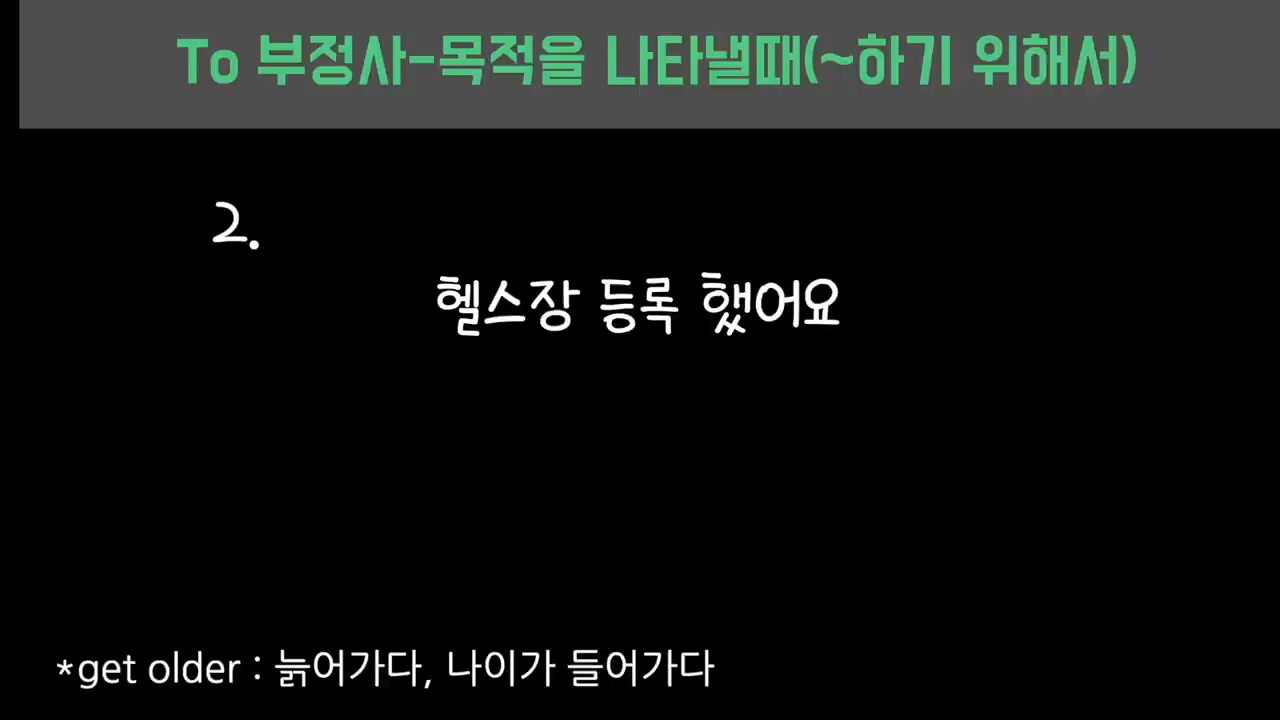 To 부정사-목적을 나타낼때(~하기 위해서)
2.
헬스장 등록 했어요
*get older : 늙어가다, 나이가 들어가다